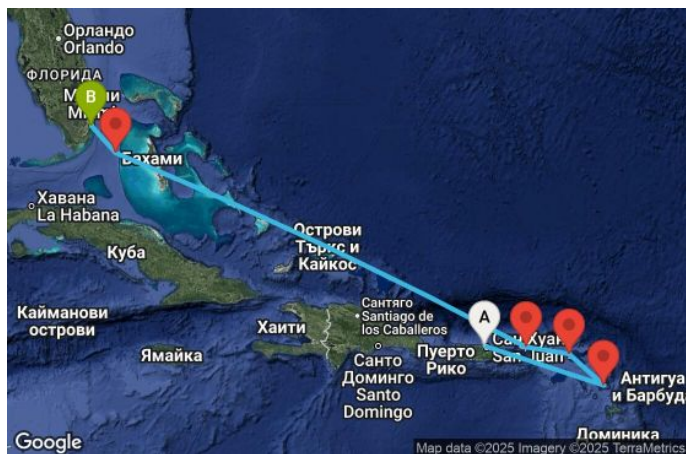 Орландо
Orlando
ФЛОРИДА
B
Бахами
Хавана
La Habana
Куба
Острови
Търкс и
Кайкос
Кайманови
острови
Ямайка
Хаити
Сантяго
Santiago de
los Caballeros
Санто
Доминго
Santo
Domingo
A
Пуерто
Рико
Сан Хуан
San Juan
Антигуа
и Барбуда
Доминика
Google
Map data ©2025 Imagery ©2025 TerraMetrics